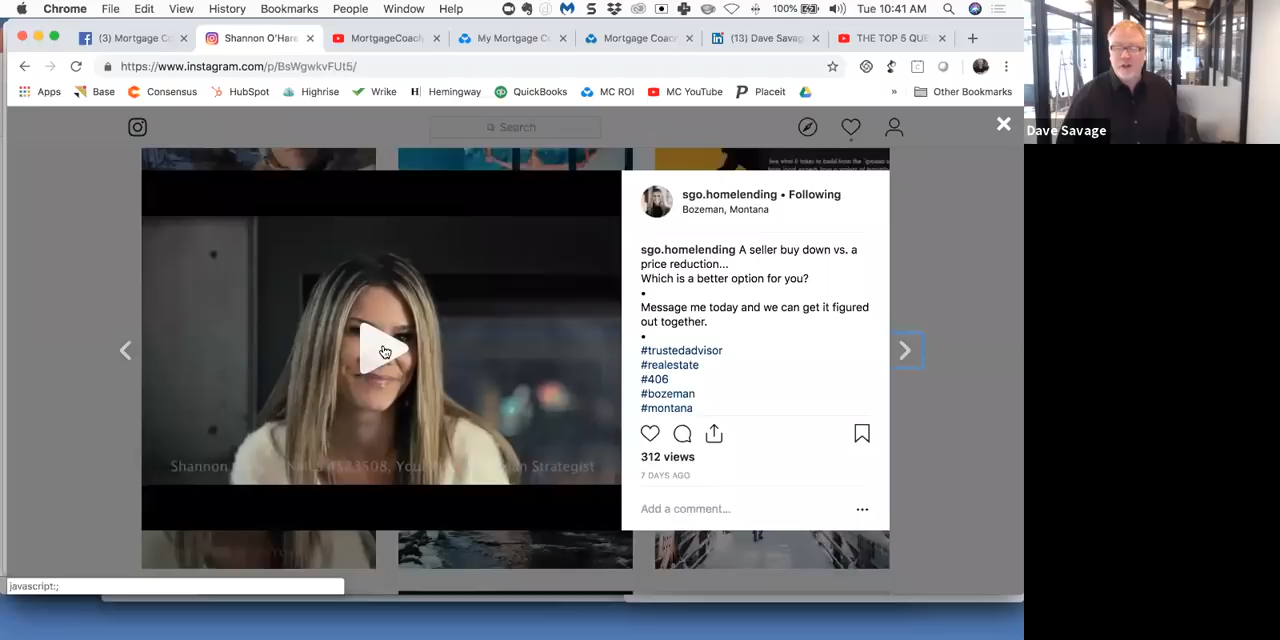 Chrome File Edit View History Bookmarks People Window Help 100% Tue 10:41 AM
(3) Mortgage Co
Shannon O'Hare
MortgageCoach
My Mortgage Co
Mortgage Coac
(13) Dave Savag
THE TOP 5 QUE
https://www.instagram.com/p/BsWgwkvFUt5/
Apps Base Consensus HubSpot Highrise Wrike Hemingway QuickBooks MC ROI MC YouTube Placeit » Other Bookmarks
Search
Dave Savage
sgo.homelending • Following
Bozeman, Montana
sgo.homelending A seller buy down vs. a
price reduction...
Which is a better option for you?
•
Message me today and we can get it figured
out together.
•
#trustedadvisor
#realestate
#406
#bozeman
#montana
312 views
7 DAYS AGO
Add a comment...
Shannon
Strategist
javascript:;